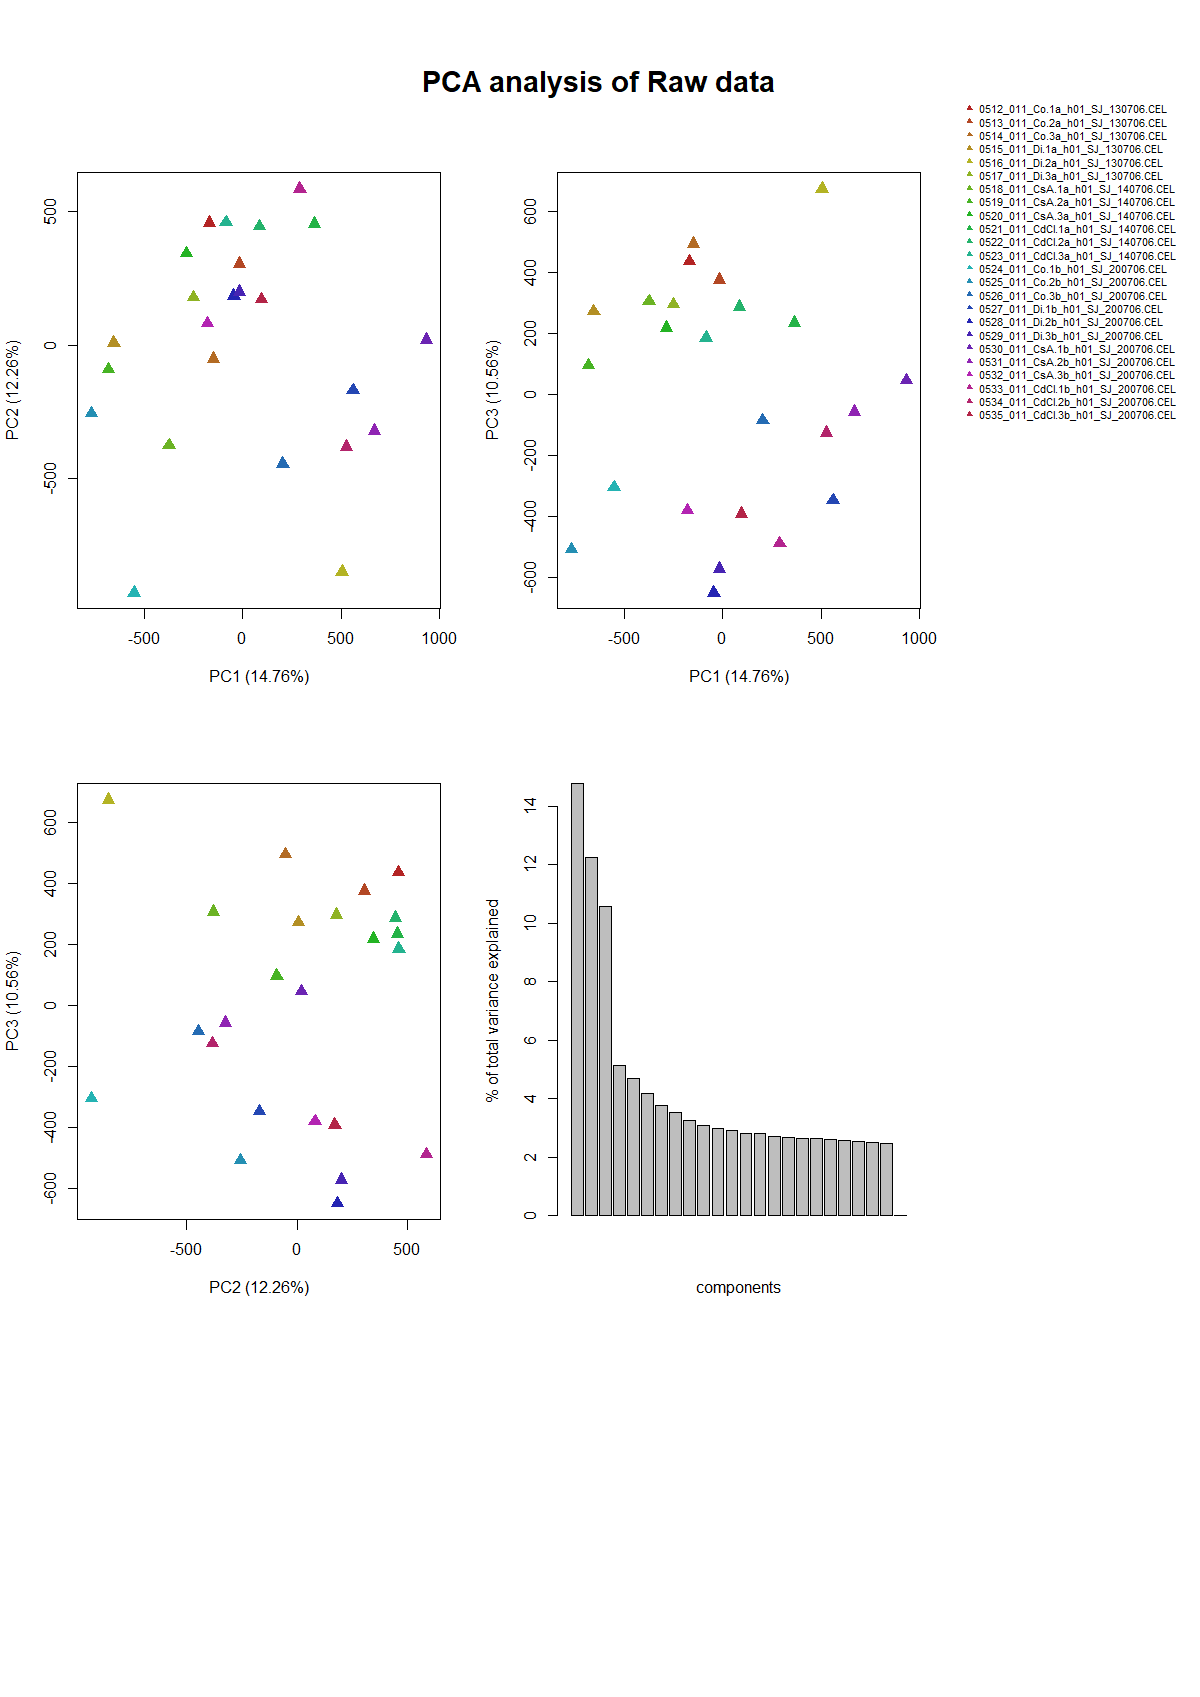 PCA analysis of Raw data
0512_011_Co.1a_h01_SJ_130706.CEL
0513_011_Co.2a_h01_SJ_130706.CEL
0514_011_Co.3a_h01_SJ_130706.CEL
0515_011_Di.1a_h01_SJ_130706.CEL
0516_011_Di.2a_h01_SJ_130706.CEL
0517_011_Di.3a_h01_SJ_130706.CEL
0518_011_CsA.1a_h01_SJ_140706.CEL
0519_011_CsA.2a_h01_SJ_140706.CEL
0520_011_CsA.3a_h01_SJ_140706.CEL
0521_011_CdCl.1a_h01_SJ_140706.CEL
0522_011_CdCl.2a_h01_SJ_140706.CEL
0523_011_CdCl.3a_h01_SJ_140706.CEL
0524_011_Co.1b_h01_SJ_200706.CEL
0525_011_Co.2b_h01_SJ_200706.CEL
0526_011_Co.3b_h01_SJ_200706.CEL
0527_011_Di.1b_h01_SJ_200706.CEL
0528_011_Di.2b_h01_SJ_200706.CEL
0529_011_Di.3b_h01_SJ_200706.CEL
0530_011_CsA.1b_h01_SJ_200706.CEL
0531_011_CsA.2b_h01_SJ_200706.CEL
0532_011_CsA.3b_h01_SJ_200706.CEL
0533_011_CdCl.1b_h01_SJ_200706.CEL
0534_011_CdCl.2b_h01_SJ_200706.CEL
0535_011_CdCl.3b_h01_SJ_200706.CEL
PC2 (12.26%)
500
0
-500
-500 0 500 1000
PC1 (14.76%)
PC3 (10.56%)
600
400
200
0
-200
-400
-600
-500 0 500 1000
PC1 (14.76%)
PC3 (10.56%)
600
400
200
0
-200
-400
-600
-500 0 500
PC2 (12.26%)
% of total variance explained
14
12
10
8
6
4
2
0
components